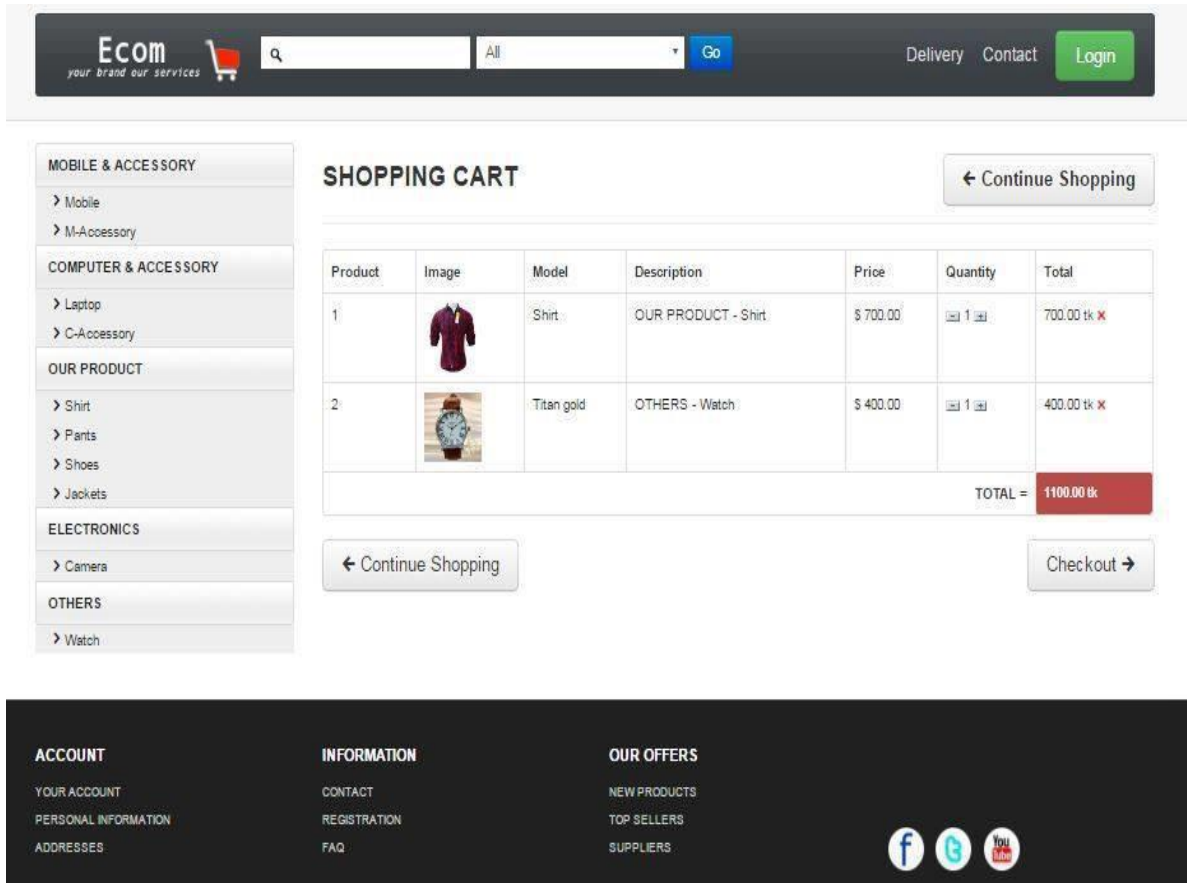 Ecom
your brand our services
All
Go
Delivery Contact Login
MOBILE & ACCESSORY
Mobile
M-Accessory
COMPUTER & ACCESSORY
Laptop
C-Accessory
OUR PRODUCT
Shirt
Pants
Shoes
Jackets
ELECTRONICS
Camera
OTHERS
Watch
SHOPPING CART
← Continue Shopping
Product Image Model Description Price Quantity Total
1 Shirt OUR PRODUCT - Shirt $ 700.00 - 1 + 700.00 tk ×
2 Titan gold OTHERS - Watch $ 400.00 - 1 + 400.00 tk ×
TOTAL = 1100.00 tk
← Continue Shopping
Checkout →
ACCOUNT
YOUR ACCOUNT
PERSONAL INFORMATION
ADDRESSES
INFORMATION
CONTACT
REGISTRATION
FAQ
OUR OFFERS
NEW PRODUCTS
TOP SELLERS
SUPPLIERS
f
t
You
Tube